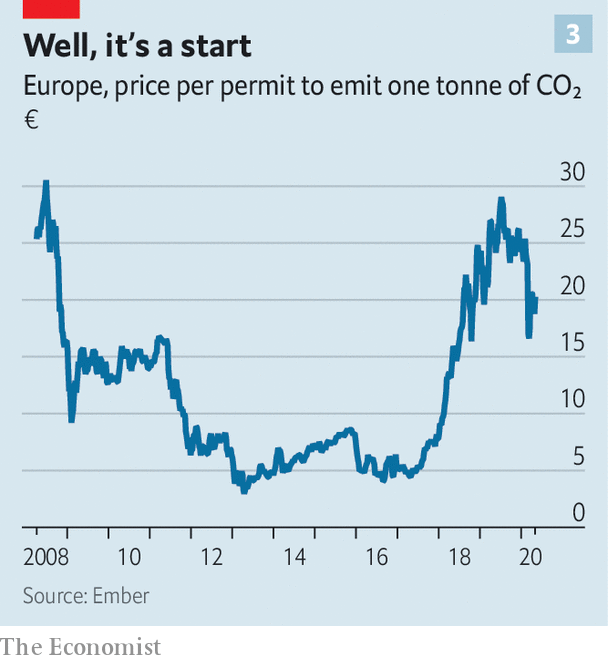 Well, it’s a start
3
Europe, price per permit to emit one tonne of CO₂
€
30
25
20
15
10
5
0
2008 10 12 14 16 18 20
Source: Ember
The Economist